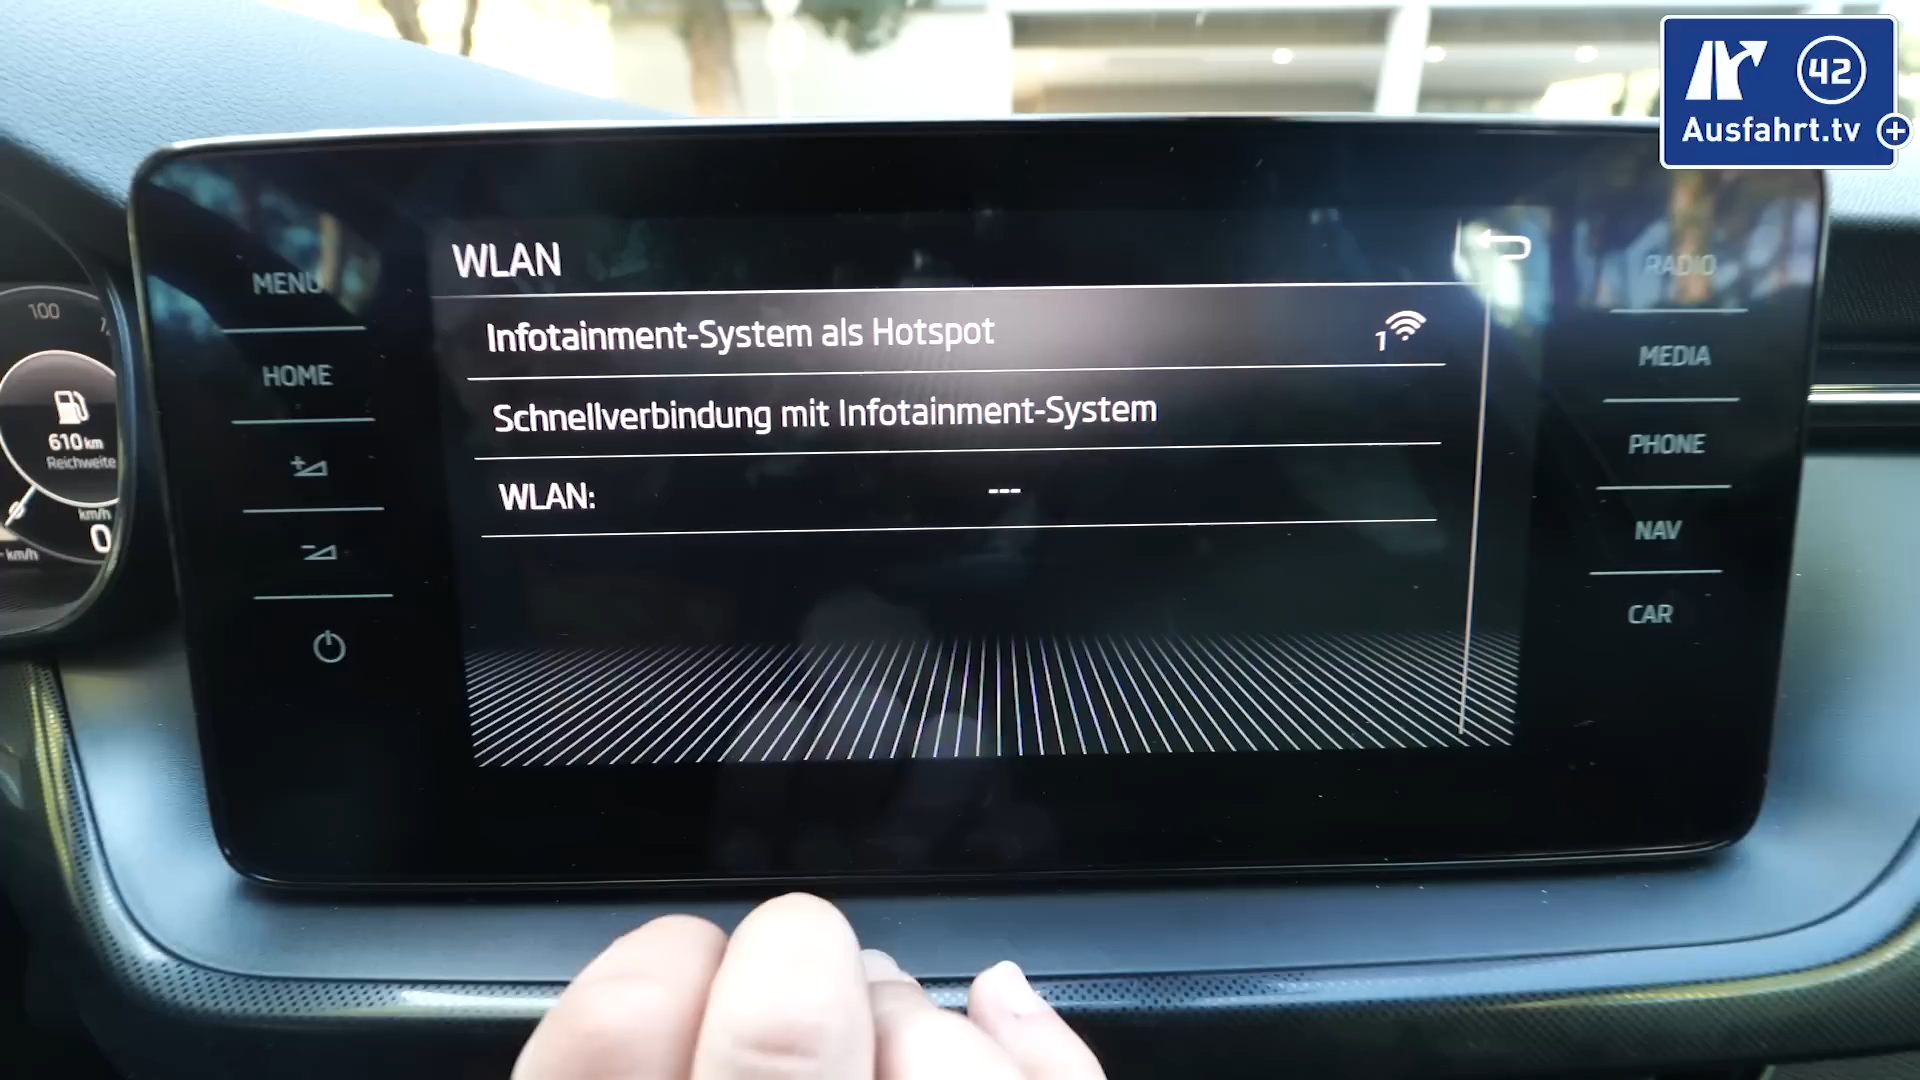 42
Ausfahrt.tv +
WLAN
Infotainment-System als Hotspot
1
Schnellverbindung mit Infotainment-System
WLAN: ---
MENU
HOME
+
-
RADIO
MEDIA
PHONE
NAV
CAR
100
610 km
Reichweite
km/h
0
- km/h